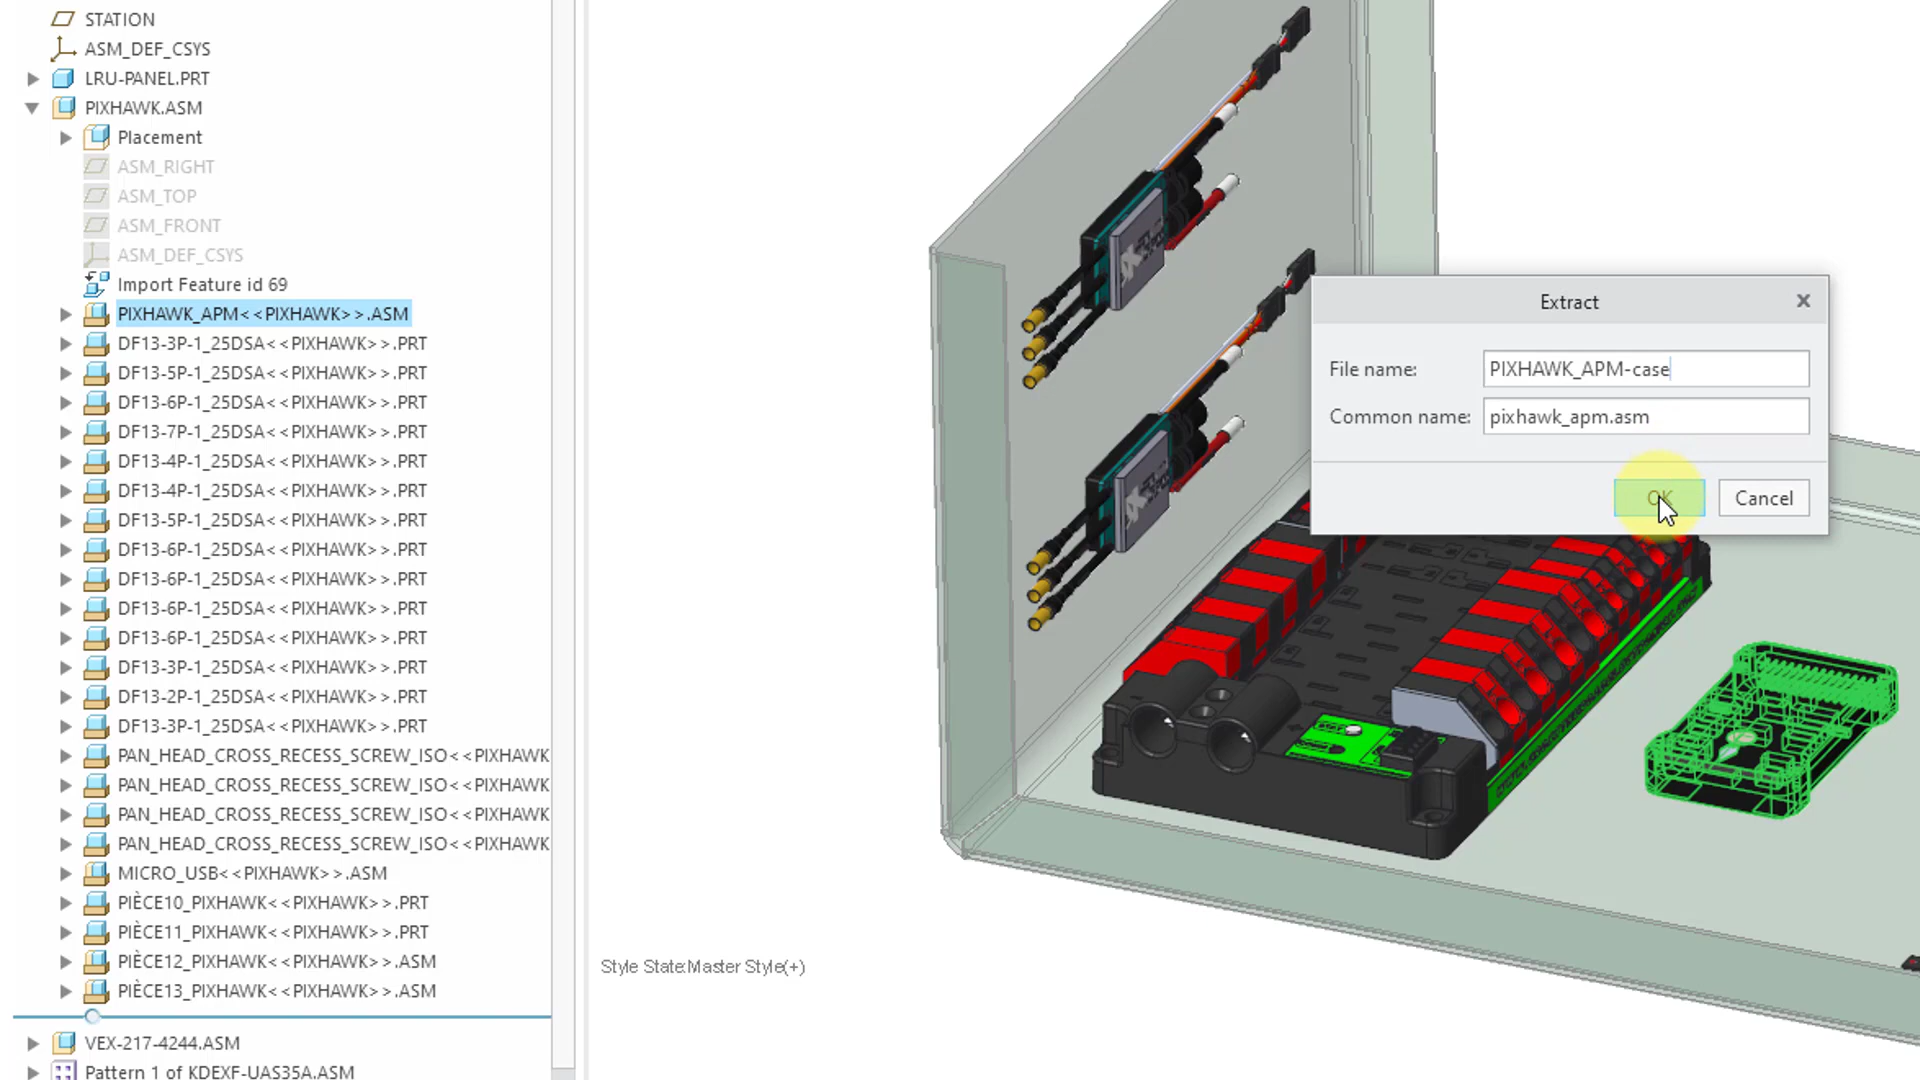 STATION
ASM_DEF_CSYS
LRU-PANEL.PRT
PIXHAWK.ASM
Placement
ASM_RIGHT
ASM_TOP
ASM_FRONT
ASM_DEF_CSYS
Import Feature id 69
PIXHAWK_APM<<PIXHAWK>>.ASM
DF13-3P-1_25DSA<<PIXHAWK>>.PRT
DF13-5P-1_25DSA<<PIXHAWK>>.PRT
DF13-6P-1_25DSA<<PIXHAWK>>.PRT
DF13-7P-1_25DSA<<PIXHAWK>>.PRT
DF13-4P-1_25DSA<<PIXHAWK>>.PRT
DF13-4P-1_25DSA<<PIXHAWK>>.PRT
DF13-5P-1_25DSA<<PIXHAWK>>.PRT
DF13-6P-1_25DSA<<PIXHAWK>>.PRT
DF13-6P-1_25DSA<<PIXHAWK>>.PRT
DF13-6P-1_25DSA<<PIXHAWK>>.PRT
DF13-6P-1_25DSA<<PIXHAWK>>.PRT
DF13-3P-1_25DSA<<PIXHAWK>>.PRT
DF13-2P-1_25DSA<<PIXHAWK>>.PRT
DF13-3P-1_25DSA<<PIXHAWK>>.PRT
PAN_HEAD_CROSS_RECESS_SCREW_ISO<<PIXHAWK
PAN_HEAD_CROSS_RECESS_SCREW_ISO<<PIXHAWK
PAN_HEAD_CROSS_RECESS_SCREW_ISO<<PIXHAWK
PAN_HEAD_CROSS_RECESS_SCREW_ISO<<PIXHAWK
MICRO_USB<<PIXHAWK>>.ASM
PIÈCE10_PIXHAWK<<PIXHAWK>>.PRT
PIÈCE11_PIXHAWK<<PIXHAWK>>.PRT
PIÈCE12_PIXHAWK<<PIXHAWK>>.ASM
PIÈCE13_PIXHAWK<<PIXHAWK>>.ASM
VEX-217-4244.ASM
Pattern 1 of KDEXF-UAS35A.ASM
Style State:Master Style(+)
Extract
File name: PIXHAWK_APM-case
Common name: pixhawk_apm.asm
OK Cancel